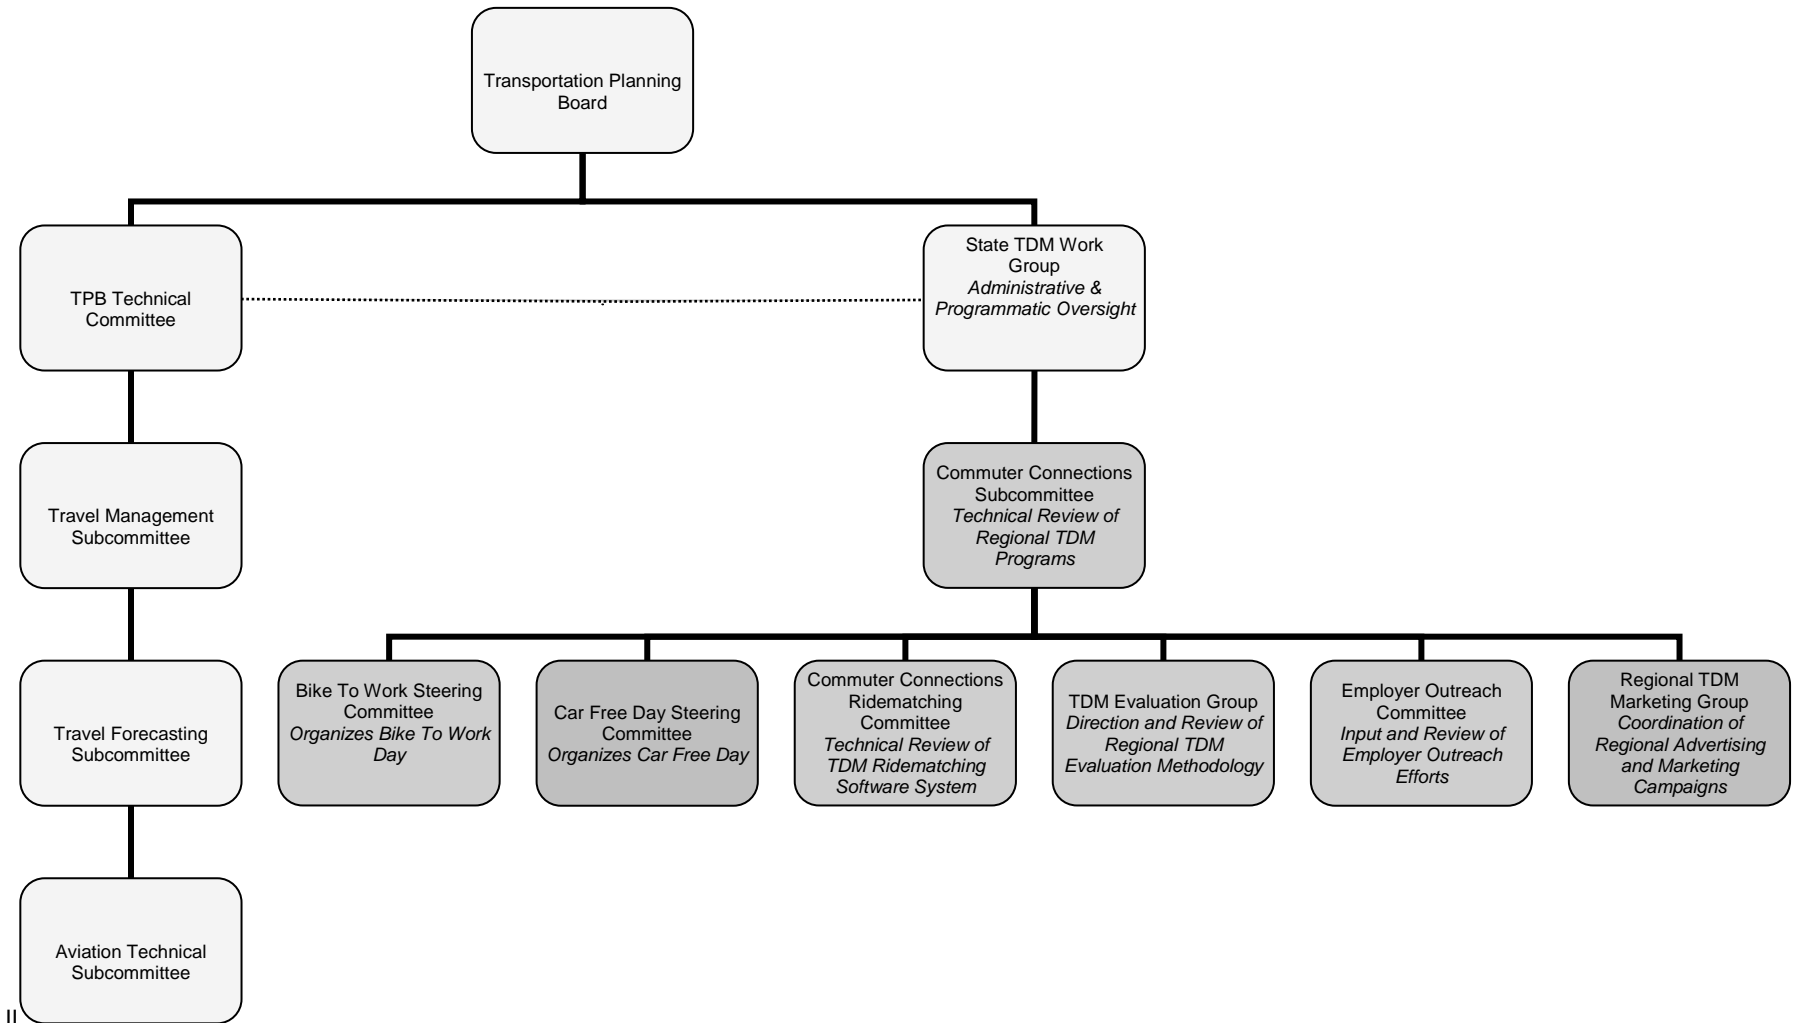 Transportation Planning
Board
TPB Technical
Committee
State TDM Work
Group
Administrative &
Programmatic Oversight
Travel Management
Subcommittee
Commuter Connections
Subcommittee
Technical Review of
Regional TDM
Programs
Travel Forecasting
Subcommittee
Bike To Work Steering
Committee
Organizes Bike To Work
Day
Car Free Day Steering
Committee
Organizes Car Free Day
Commuter Connections
Ridematching
Committee
Technical Review of
TDM Ridematching
Software System
TDM Evaluation Group
Direction and Review of
Regional TDM
Evaluation Methodology
Employer Outreach
Committee
Input and Review of
Employer Outreach
Efforts
Regional TDM
Marketing Group
Coordination of
Regional Advertising
and Marketing
Campaigns
Aviation Technical
Subcommittee
II